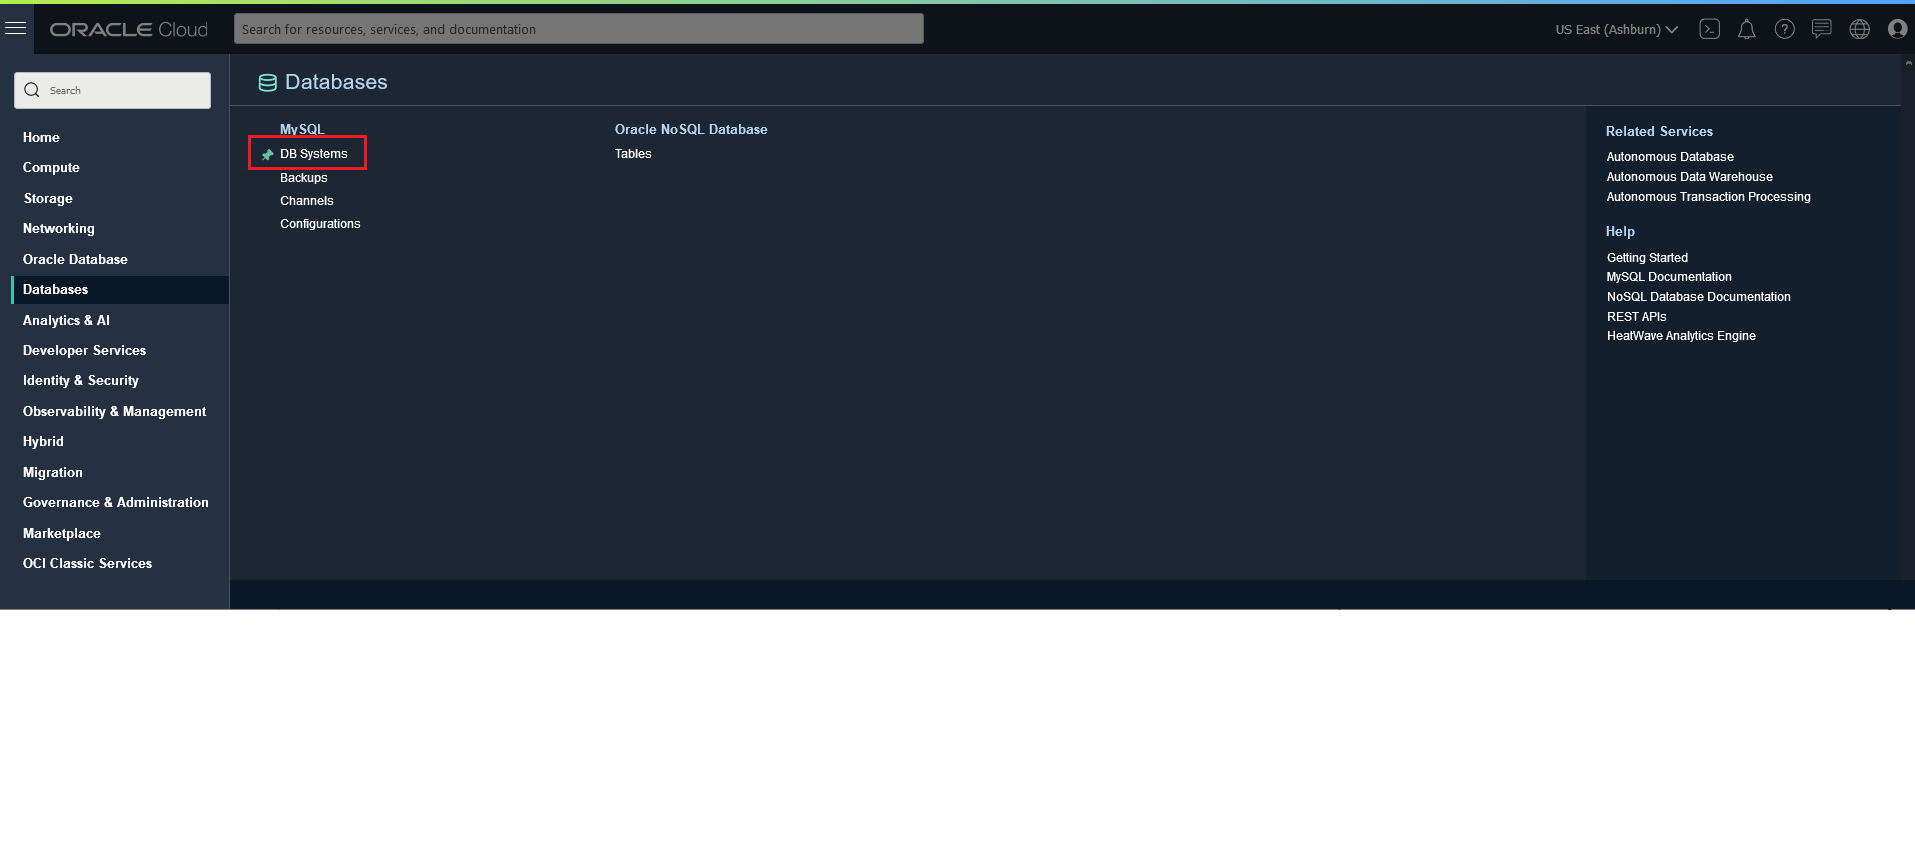 ORACLE Cloud
Search for resources, services, and documentation
US East (Ashburn)
Search
Home
Compute
Storage
Networking
Oracle Database
Databases
Analytics & AI
Developer Services
Identity & Security
Observability & Management
Hybrid
Migration
Governance & Administration
Marketplace
OCI Classic Services
Databases
MySQL
DB Systems
Backups
Channels
Configurations
Oracle NoSQL Database
Tables
Related Services
Autonomous Database
Autonomous Data Warehouse
Autonomous Transaction Processing
Help
Getting Started
MySQL Documentation
NoSQL Database Documentation
REST APIs
HeatWave Analytics Engine